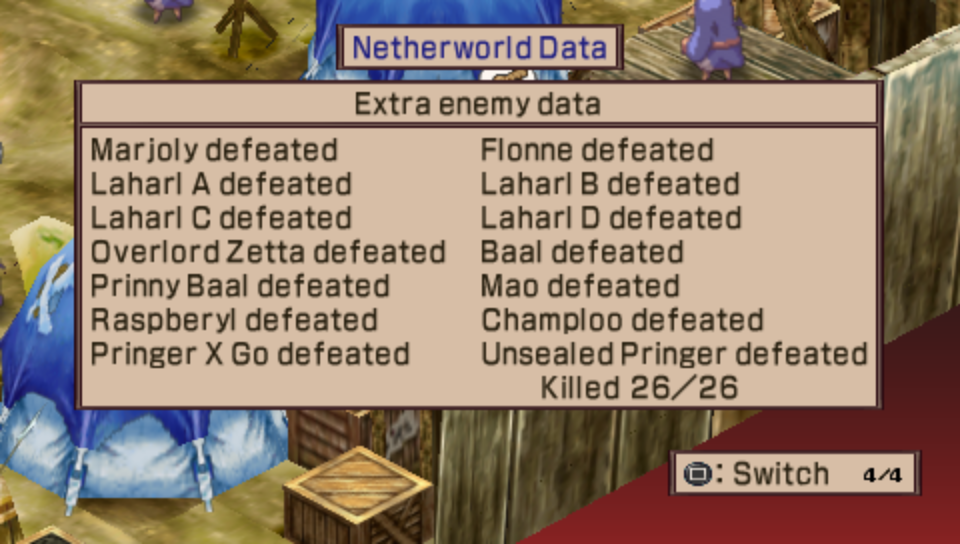 Netherworld Data
Extra enemy data
Marjoly defeated Flonne defeated
Laharl A defeated Laharl B defeated
Laharl C defeated Laharl D defeated
Overlord Zetta defeated Baal defeated
Prinny Baal defeated Mao defeated
Raspberyl defeated Champloo defeated
Pringer X Go defeated Unsealed Pringer defeated
Killed 26/26
: Switch 4/4